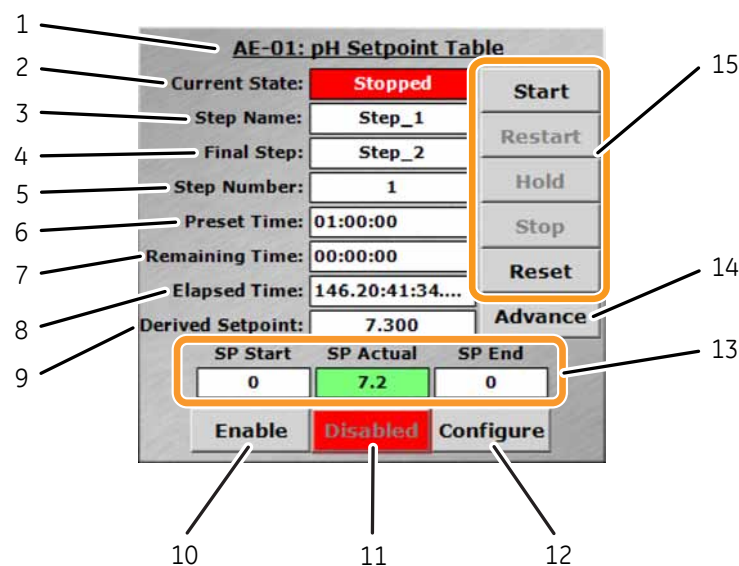 1
AE-01: pH Setpoint Table
2
Current State: Stopped
Start
15
3
Step Name: Step_1
Restart
4
Final Step: Step_2
Hold
5
Step Number: 1
Stop
6
Preset Time: 01:00:00
7
Remaining Time: 00:00:00
Reset
14
8
Elapsed Time: 146.20:41:34....
Advance
9
Derived Setpoint: 7.300
13
SP Start SP Actual SP End
0 7.2 0
Enable Disabled Configure
10 11 12